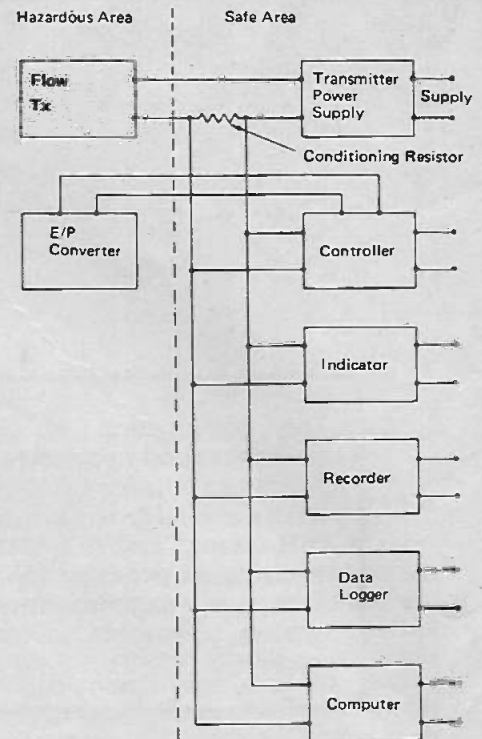 Hazardous Area
Safe Area
Flow
Tx
Transmitter
Power
Supply
Supply
Conditioning Resistor
E/P
Converter
Controller
Indicator
Recorder
Data
Logger
Computer